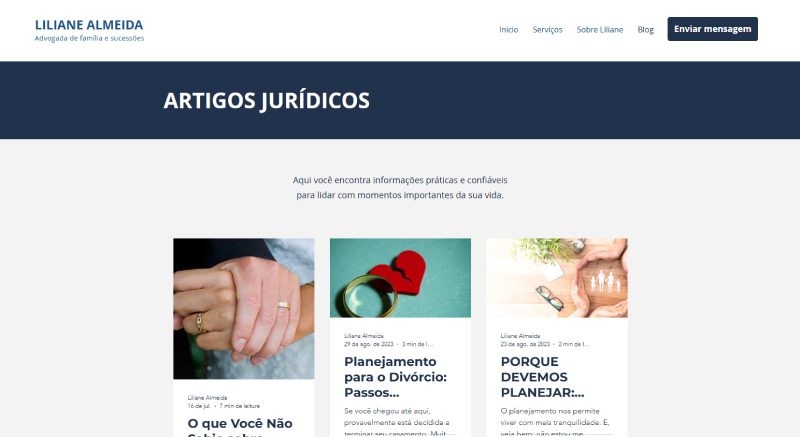 LILIANE ALMEIDA
Advogada de família e sucessões
Início Serviços Sobre Liliane Blog Enviar mensagem
ARTIGOS JURÍDICOS
Aqui você encontra informações práticas e confiáveis
para lidar com momentos importantes da sua vida.
Liliane Almeida
16 de jul. · 7 min de leitura
O que Você Não
Sabia sobre
Liliane Almeida
29 de ago. de 2023 · 3 min de l...
Planejamento
para o Divórcio:
Passos...
Se você chegou até aqui,
provavelmente está decidida a
terminar seu casamento. Muit
Liliane Almeida
23 de ago. de 2023 · 2 min de l...
PORQUE
DEVEMOS
PLANEJAR:...
O planejamento nos permite
viver com mais tranquilidade. E,
veja bem: não estou me